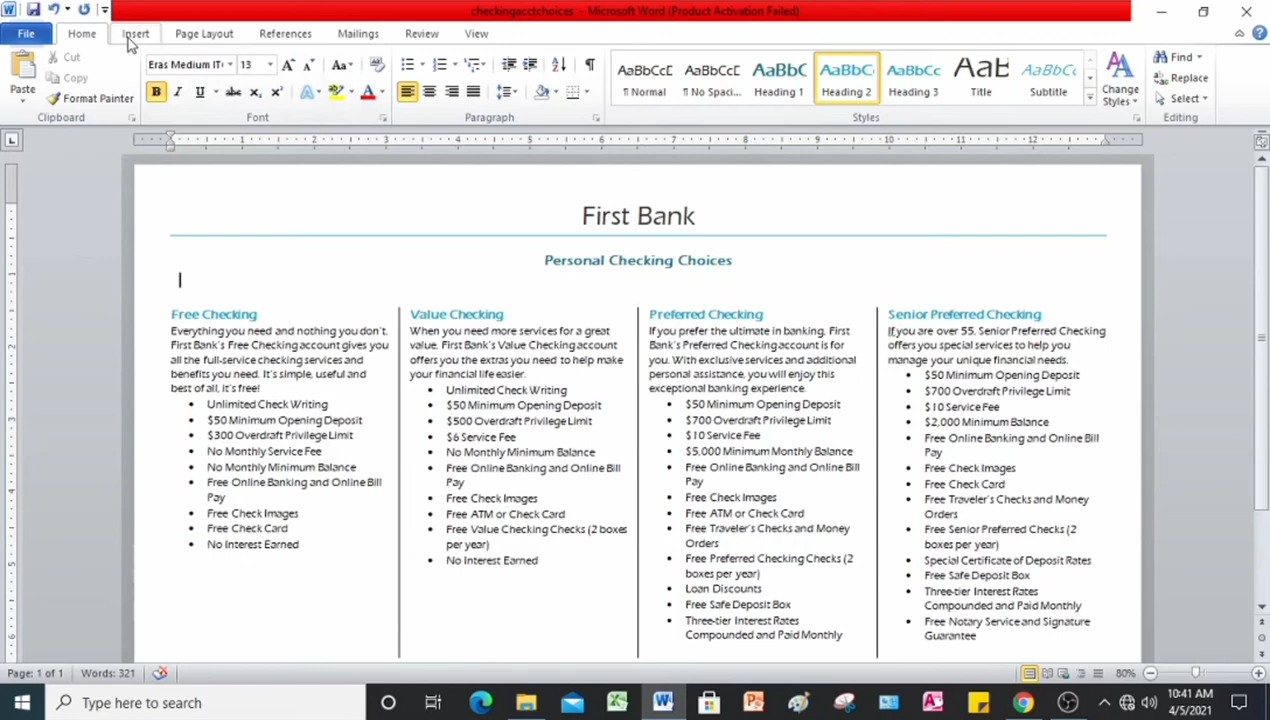 checkingacctchoices - Microsoft Word (Product Activation Failed)
File Home Insert Page Layout References Mailings Review View
Paste
Cut
Copy
Format Painter
Clipboard
Eras Medium IT 13
Font
Paragraph
¶ Normal
¶ No Spaci...
Heading 1
Heading 2
Heading 3
Title
Subtitle
Styles
Change
Styles
Find
Replace
Select
Editing
First Bank
Personal Checking Choices
Free Checking
Everything you need and nothing you don't.
First Bank's Free Checking account gives you
all the full-service checking services and
benefits you need. It's simple, useful and
best of all, it's free!
• Unlimited Check Writing
• $50 Minimum Opening Deposit
• $300 Overdraft Privilege Limit
• No Monthly Service Fee
• No Monthly Minimum Balance
• Free Online Banking and Online Bill
Pay
• Free Check Images
• Free Check Card
• No Interest Earned
Value Checking
When you need more services for a great
value, First Bank's Value Checking account
offers you the extras you need to help make
your financial life easier.
• Unlimited Check Writing
• $50 Minimum Opening Deposit
• $500 Overdraft Privilege Limit
• $6 Service Fee
• No Monthly Minimum Balance
• Free Online Banking and Online Bill
Pay
• Free Check Images
• Free ATM or Check Card
• Free Value Checking Checks (2 boxes
per year)
• No Interest Earned
Preferred Checking
If you prefer the ultimate in banking, First
Bank's Preferred Checking account is for
you. With exclusive services and additional
personal assistance, you will enjoy this
exceptional banking experience.
• $50 Minimum Opening Deposit
• $700 Overdraft Privilege Limit
• $10 Service Fee
• $5,000 Minimum Monthly Balance
• Free Online Banking and Online Bill
Pay
• Free Check Images
• Free ATM or Check Card
• Free Traveler's Checks and Money
Orders
• Free Preferred Checking Checks (2
boxes per year)
• Loan Discounts
• Free Safe Deposit Box
• Three-tier Interest Rates
Compounded and Paid Monthly
Senior Preferred Checking
If you are over 55, Senior Preferred Checking
offers you special services to help you
manage your unique financial needs.
• $50 Minimum Opening Deposit
• $700 Overdraft Privilege Limit
• $10 Service Fee
• $2,000 Minimum Balance
• Free Online Banking and Online Bill
Pay
• Free Check Images
• Free Check Card
• Free Traveler's Checks and Money
Orders
• Free Senior Preferred Checks (2
boxes per year)
• Special Certificate of Deposit Rates
• Free Safe Deposit Box
• Three-tier Interest Rates
Compounded and Paid Monthly
• Free Notary Service and Signature
Guarantee
Page: 1 of 1 Words: 321 80%
Type here to search
10:41 AM
4/5/2021